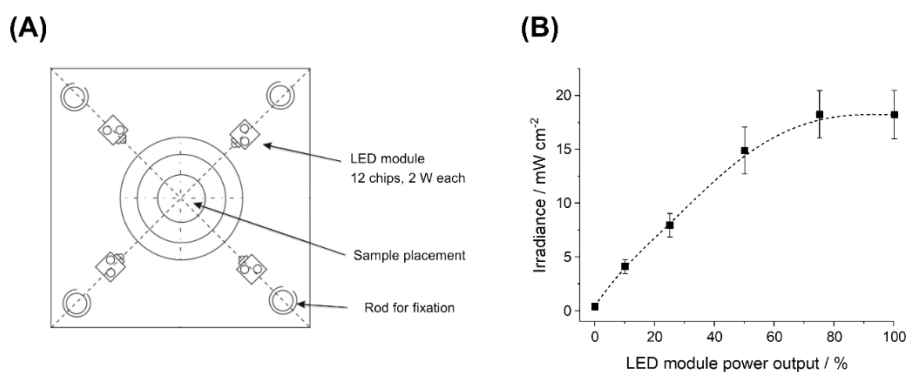 (A)
LED module
12 chips, 2 W each
Sample placement
Rod for fixation
(B)
Irradiance / mW cm⁻²
20
15
10
5
0
0 20 40 60 80 100
LED module power output / %